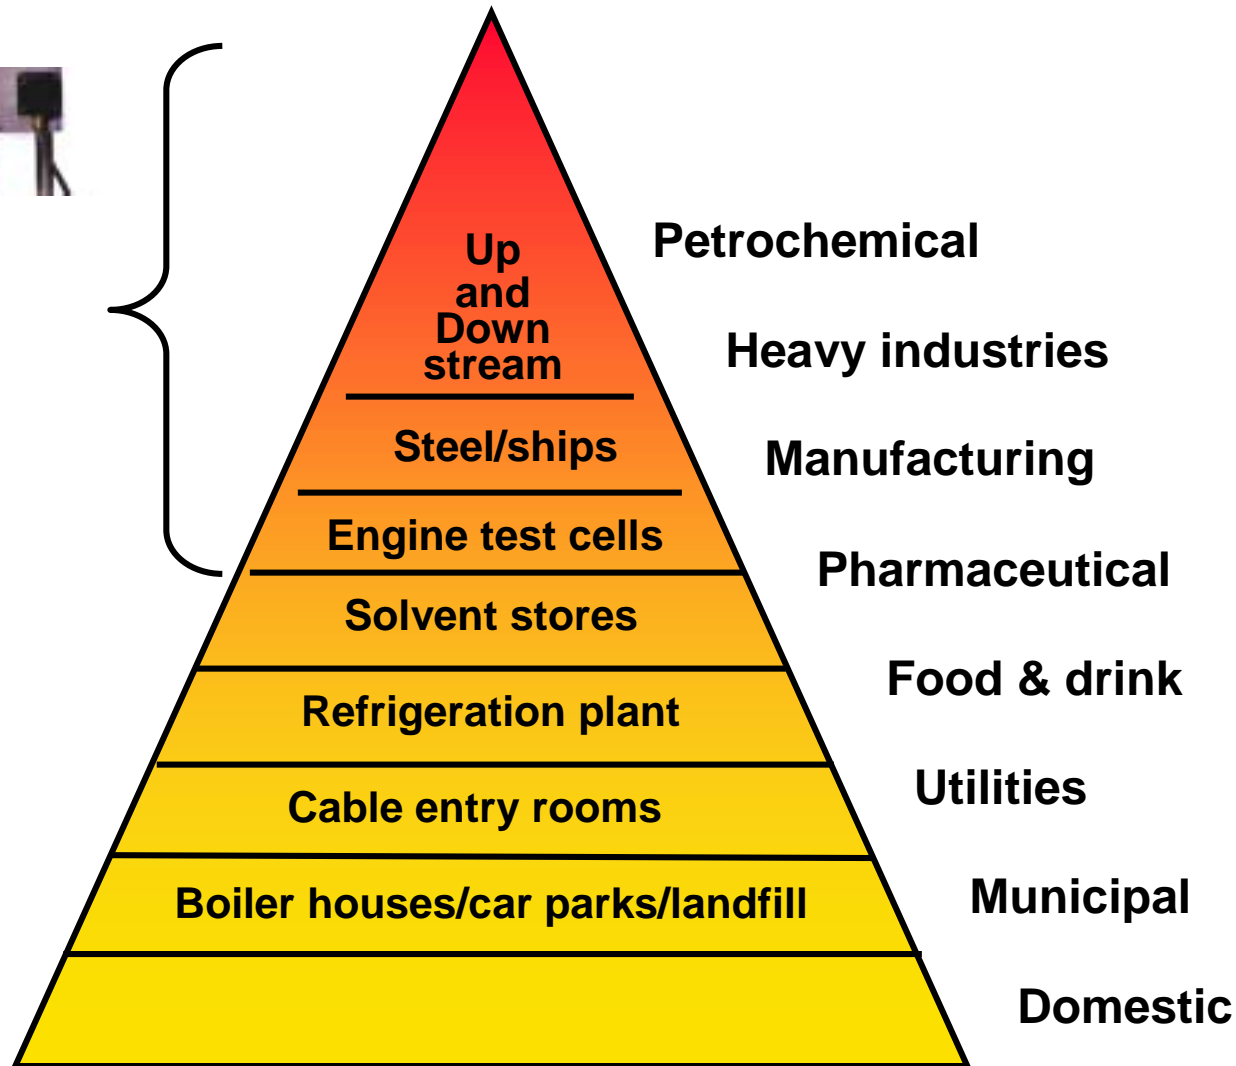 Up
and
Down
stream
Petrochemical
Heavy industries
Steel/ships
Manufacturing
Engine test cells
Pharmaceutical
Solvent stores
Food & drink
Refrigeration plant
Utilities
Cable entry rooms
Municipal
Boiler houses/car parks/landfill
Domestic